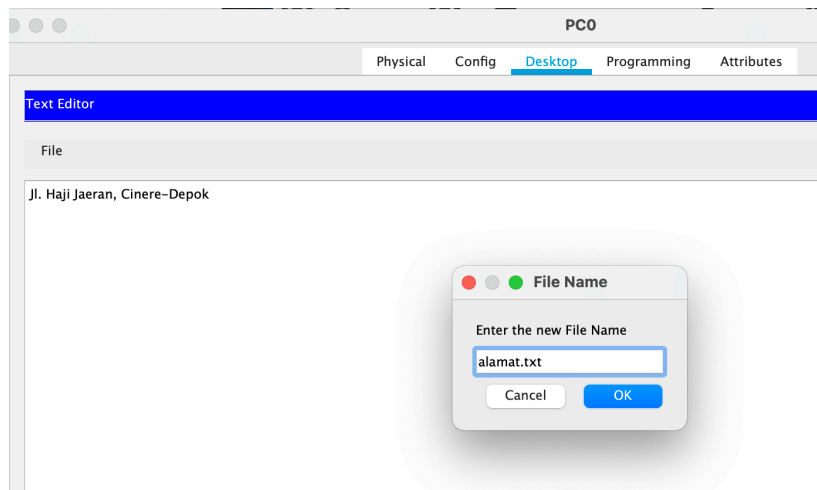 PC0
Physical Config Desktop Programming Attributes
Text Editor
File
Jl. Haji Jaeran, Cinere-Depok
File Name
Enter the new File Name
alamat.txt
Cancel OK